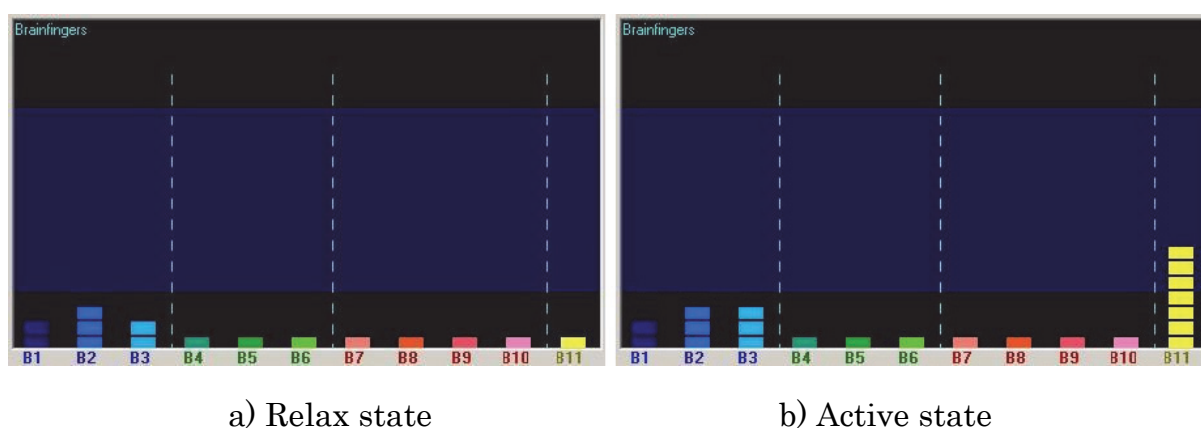 Brainfingers
B1 B2 B3 B4 B5 B6 B7 B8 B9 B10 B11
a) Relax state
Brainfingers
B1 B2 B3 B4 B5 B6 B7 B8 B9 B10 B11
b) Active state